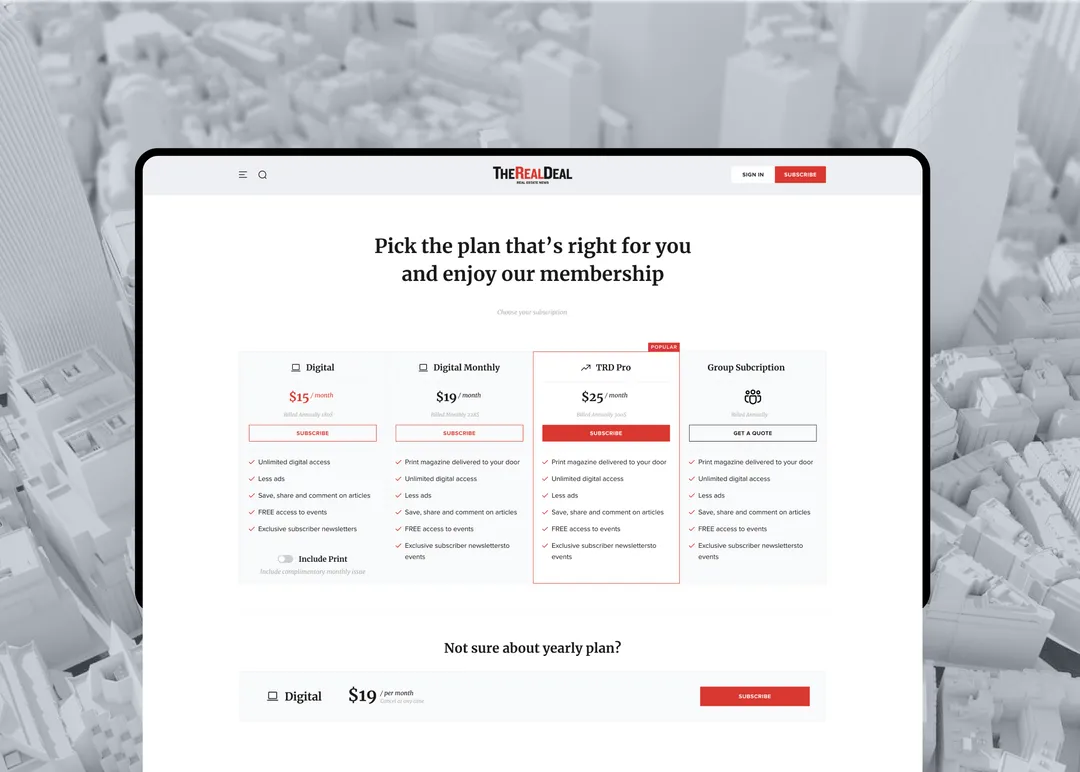 THEREALDEAL
REAL ESTATE NEWS
SIGN IN
SUBSCRIBE
Pick the plan that's right for you
and enjoy our membership
Choose your subscription
POPULAR
Digital
$15 / month
Billed Annually
SUBSCRIBE
Unlimited digital access
Less ads
Save, share and comment on articles
FREE access to events
Exclusive subscriber newsletters
Include Print
Include complimentary monthly issue
Digital Monthly
$19 / month
Billed Monthly
SUBSCRIBE
Print magazine delivered to your door
Unlimited digital access
Less ads
Save, share and comment on articles
FREE access to events
Exclusive subscriber newslettersto
events
TRD Pro
$25 / month
Billed Annually
SUBSCRIBE
Print magazine delivered to your door
Unlimited digital access
Less ads
Save, share and comment on articles
FREE access to events
Exclusive subscriber newslettersto
events
Group Subcription
Billed Annually
GET A QUOTE
Print magazine delivered to your door
Unlimited digital access
Less ads
Save, share and comment on articles
FREE access to events
Exclusive subscriber newslettersto
events
Not sure about yearly plan?
Digital
$19 / per month
Cancel at any time
SUBSCRIBE